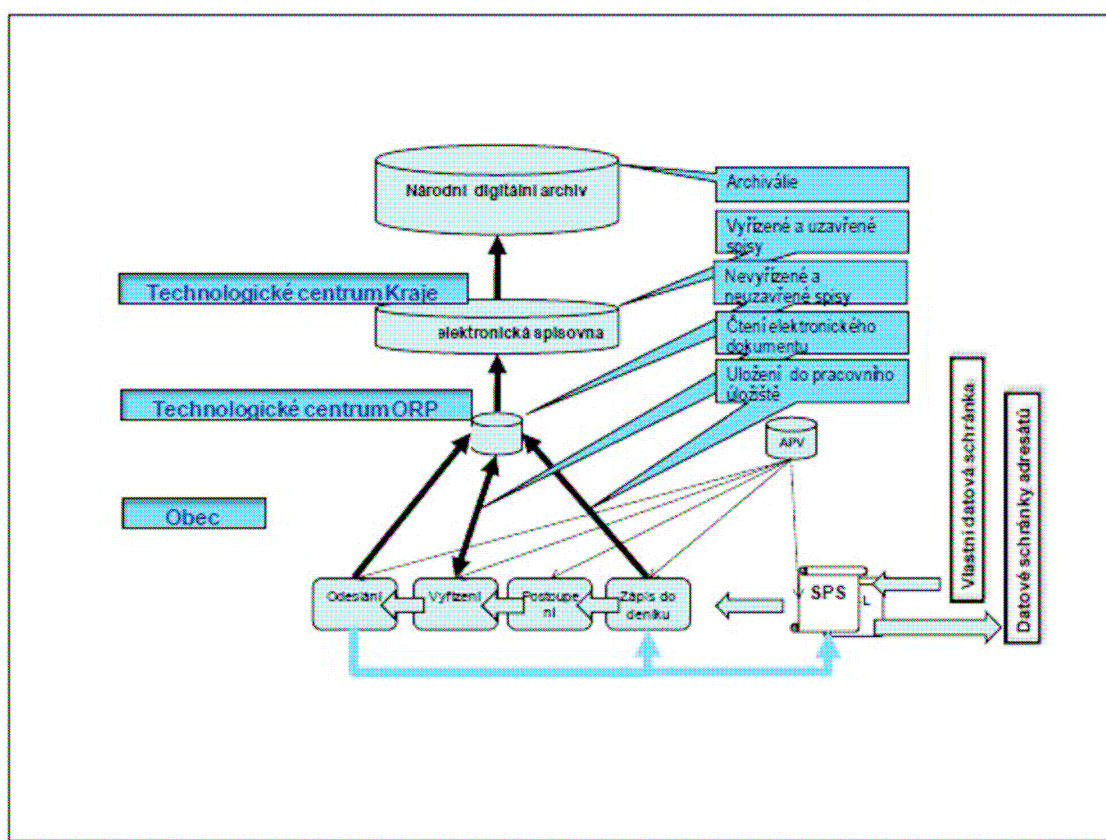 Národní digitální archiv
Archiválie
Vyřízené a uzavřené
spisy
Technologické centrum Kraje
Nevyřízené a
neuzavřené spisy
elektronická spisovna
Čtení elektronického
dokumentu
Uložení do pracovního
úložiště
Technologické centrum ORP
APV
Obec
Vlastní datová schránka
Datové schránky adresátů
Odeslání
Vyřízení
Postoupe
ní
Zápis do
deníku
SPS
L